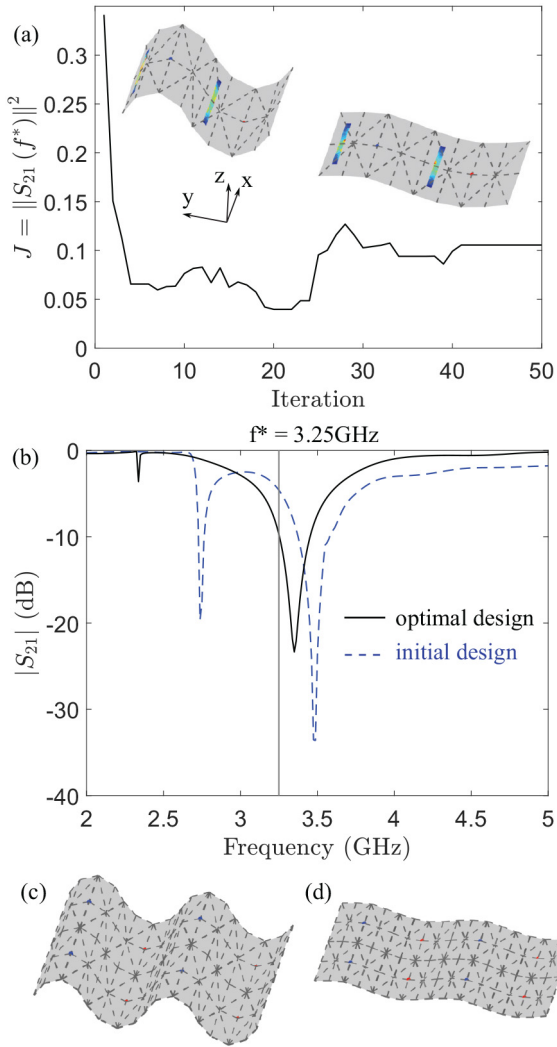 (a)
0.3
0.25
0.2
0.15
0.1
0.05
0
J = ||S21 (f*)||²
z
x
y
0 10 20 30 40 50
Iteration
f* = 3.25GHz
(b)
0
-10
-20
-30
-40
|S21| (dB)
optimal design
initial design
2 2.5 3 3.5 4 4.5 5
Frequency (GHz)
(c) (d)